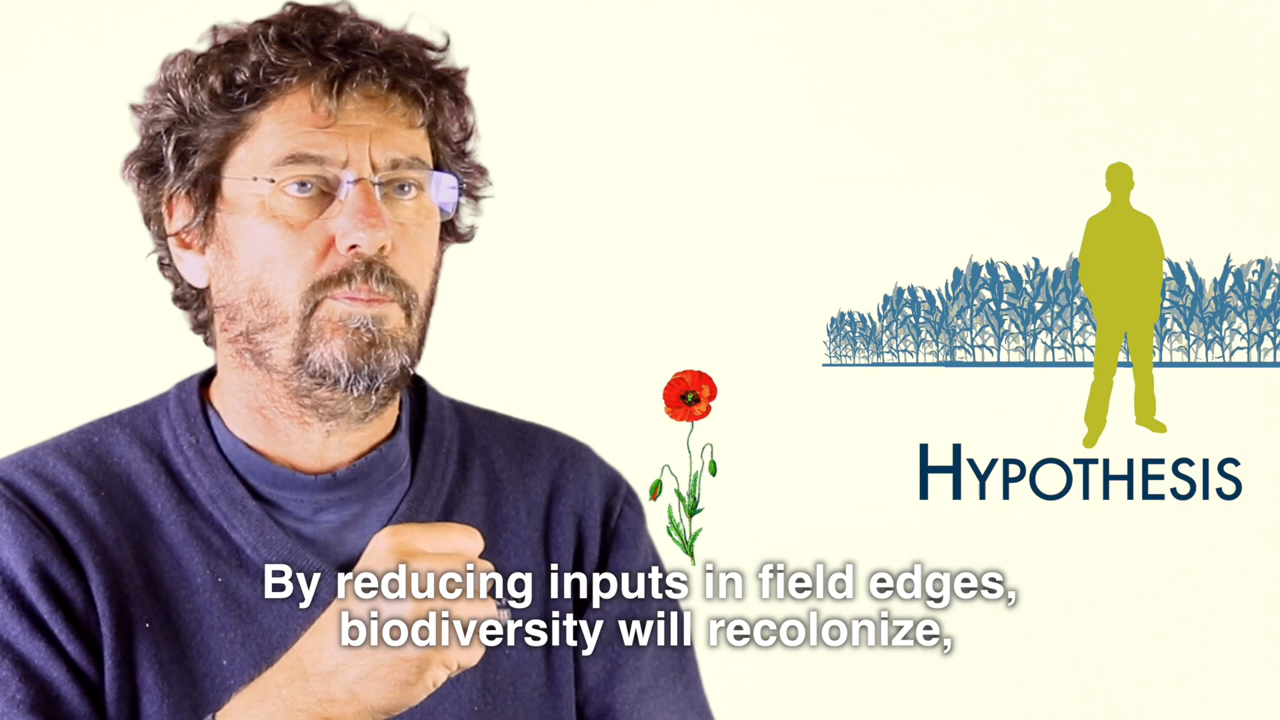 HYPOTHESIS
By reducing inputs in field edges,
biodiversity will recolonize,